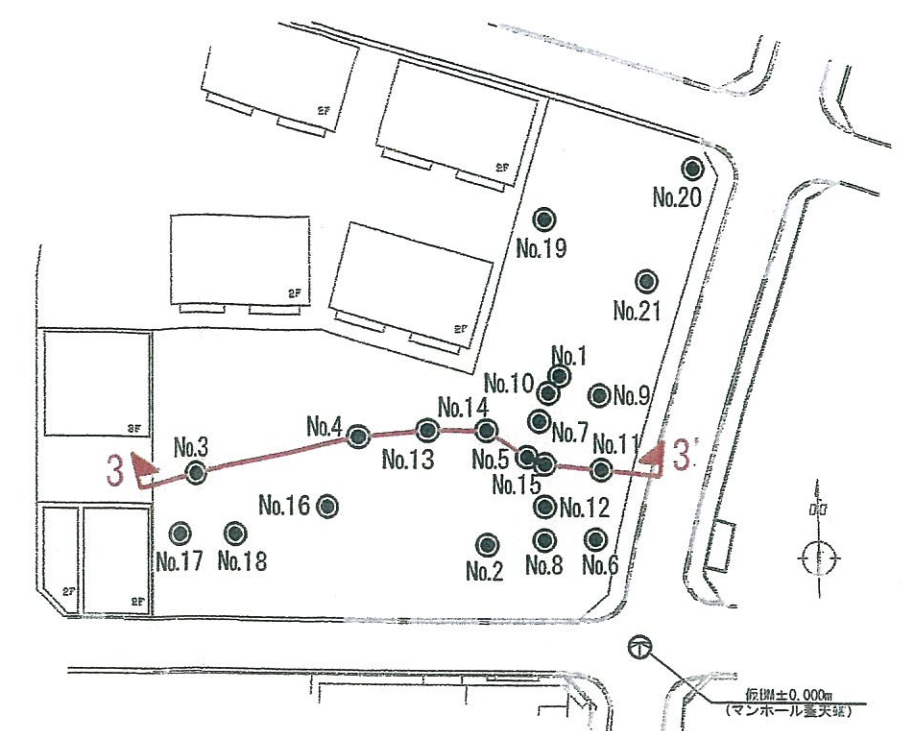 2F
2F
No.20
No.19
2F
No.21
2F
No.1
No.10
No.9
3F
No.14
No.4
No.7
No.3
No.13
No.11
3
No.5
3'
No.15
No.16
No.12
No.17
No.18
No.2
No.8
No.6
2F
2F
仮BM±0.000m
(マンホール蓋天端)